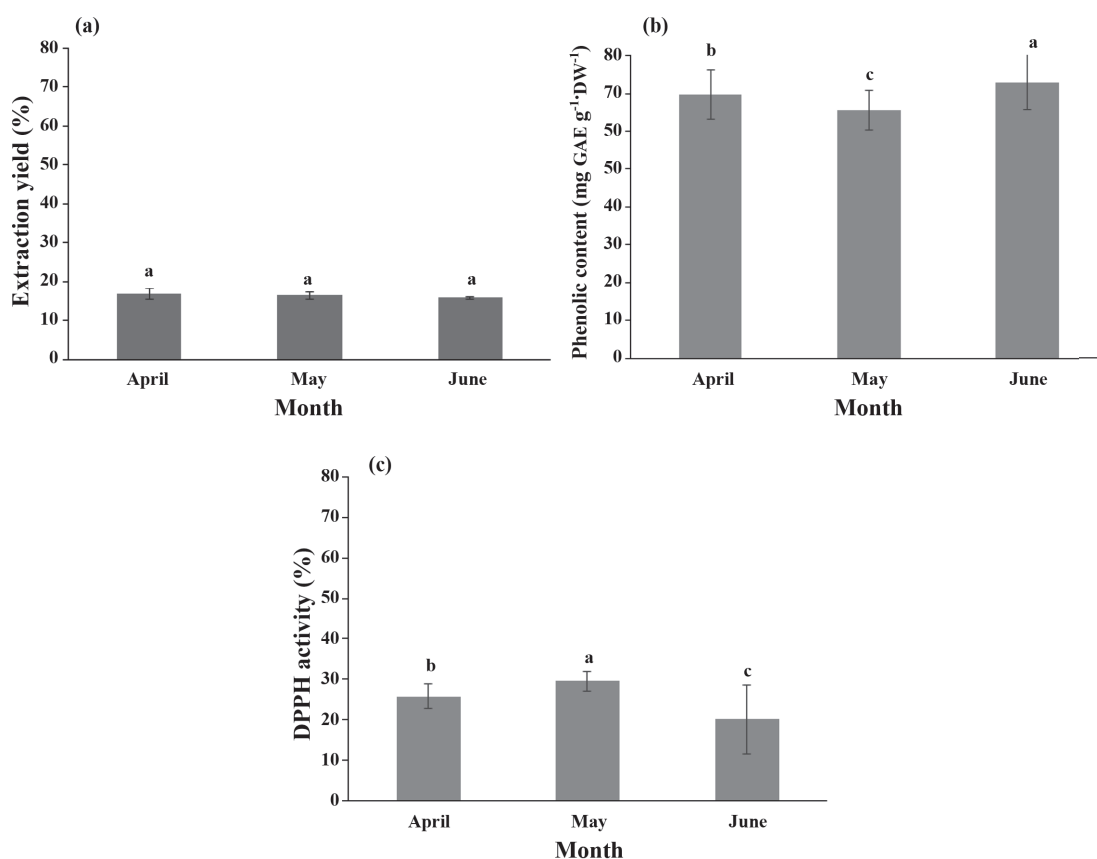 (a)
80
70
60
50
40
30
20
10
0
Extraction yield (%)
a
a
a
April
May
June
Month
(b)
80
70
60
70
50
40
30
20
10
0
Phenolic content (mg GAE g⁻¹·DW⁻¹)
b
c
a
April
May
June
Month
(c)
80
70
60
50
40
30
20
10
0
DPPH activity (%)
b
a
c
April
May
June
Month